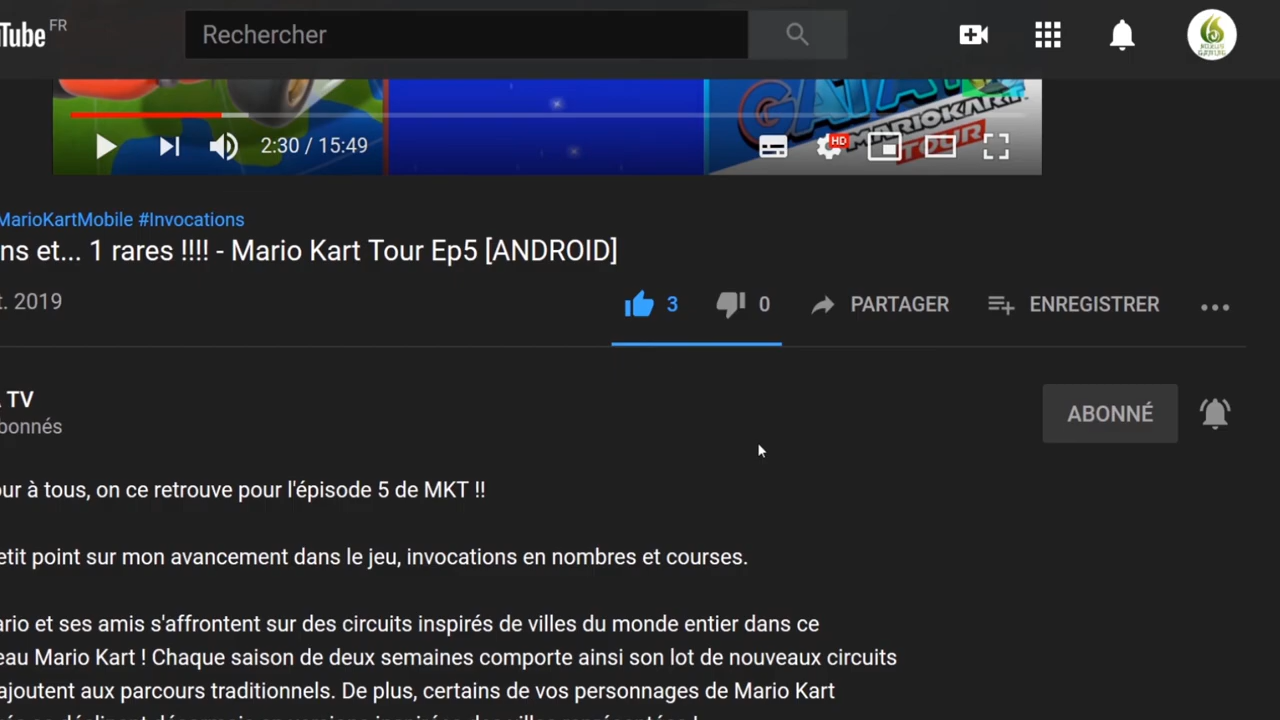 Tube FR
Rechercher
GATAR
MARIOKART
TOUR
HD
2:30 / 15:49
MarioKartMobile #Invocations
ns et... 1 rares !!!! - Mario Kart Tour Ep5 [ANDROID]
t. 2019
3 0 PARTAGER ENREGISTRER
TV
bonnés
ABONNÉ
ur à tous, on ce retrouve pour l'épisode 5 de MKT !!
etit point sur mon avancement dans le jeu, invocations en nombres et courses.
ario et ses amis s'affrontent sur des circuits inspirés de villes du monde entier dans ce
eau Mario Kart ! Chaque saison de deux semaines comporte ainsi son lot de nouveaux circuits
ajoutent aux parcours traditionnels. De plus, certains de vos personnages de Mario Kart